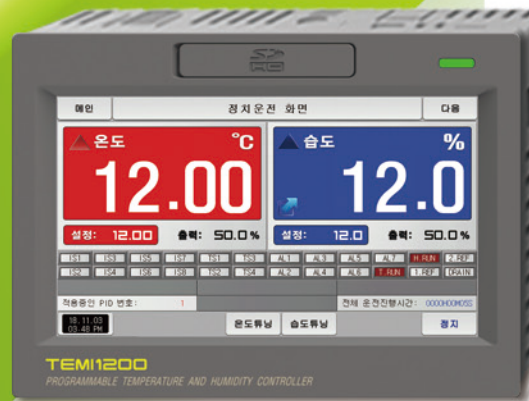 SD
메인 정치운전 화면 다음
온도 ℃ 습도 %
12.00 12.0
설정: 12.00 출력: 50.0 % 설정: 12.0 출력: 50.0 %
IS1 IS3 IS5 IS7 TS1 TS3 AL1 AL3 AL5 AL7 H.RUN 2.REF
IS2 IS4 IS6 IS8 TS2 TS4 AL2 AL4 AL6 T.RUN 1.REF DRAIN
적용중인 PID 번호: 1 전체 운전진행시간: 0000H00M05S
18.11.03
03:48 PM
온도튜닝 습도튜닝 정지
TEMI1200
PROGRAMMABLE TEMPERATURE AND HUMIDITY CONTROLLER